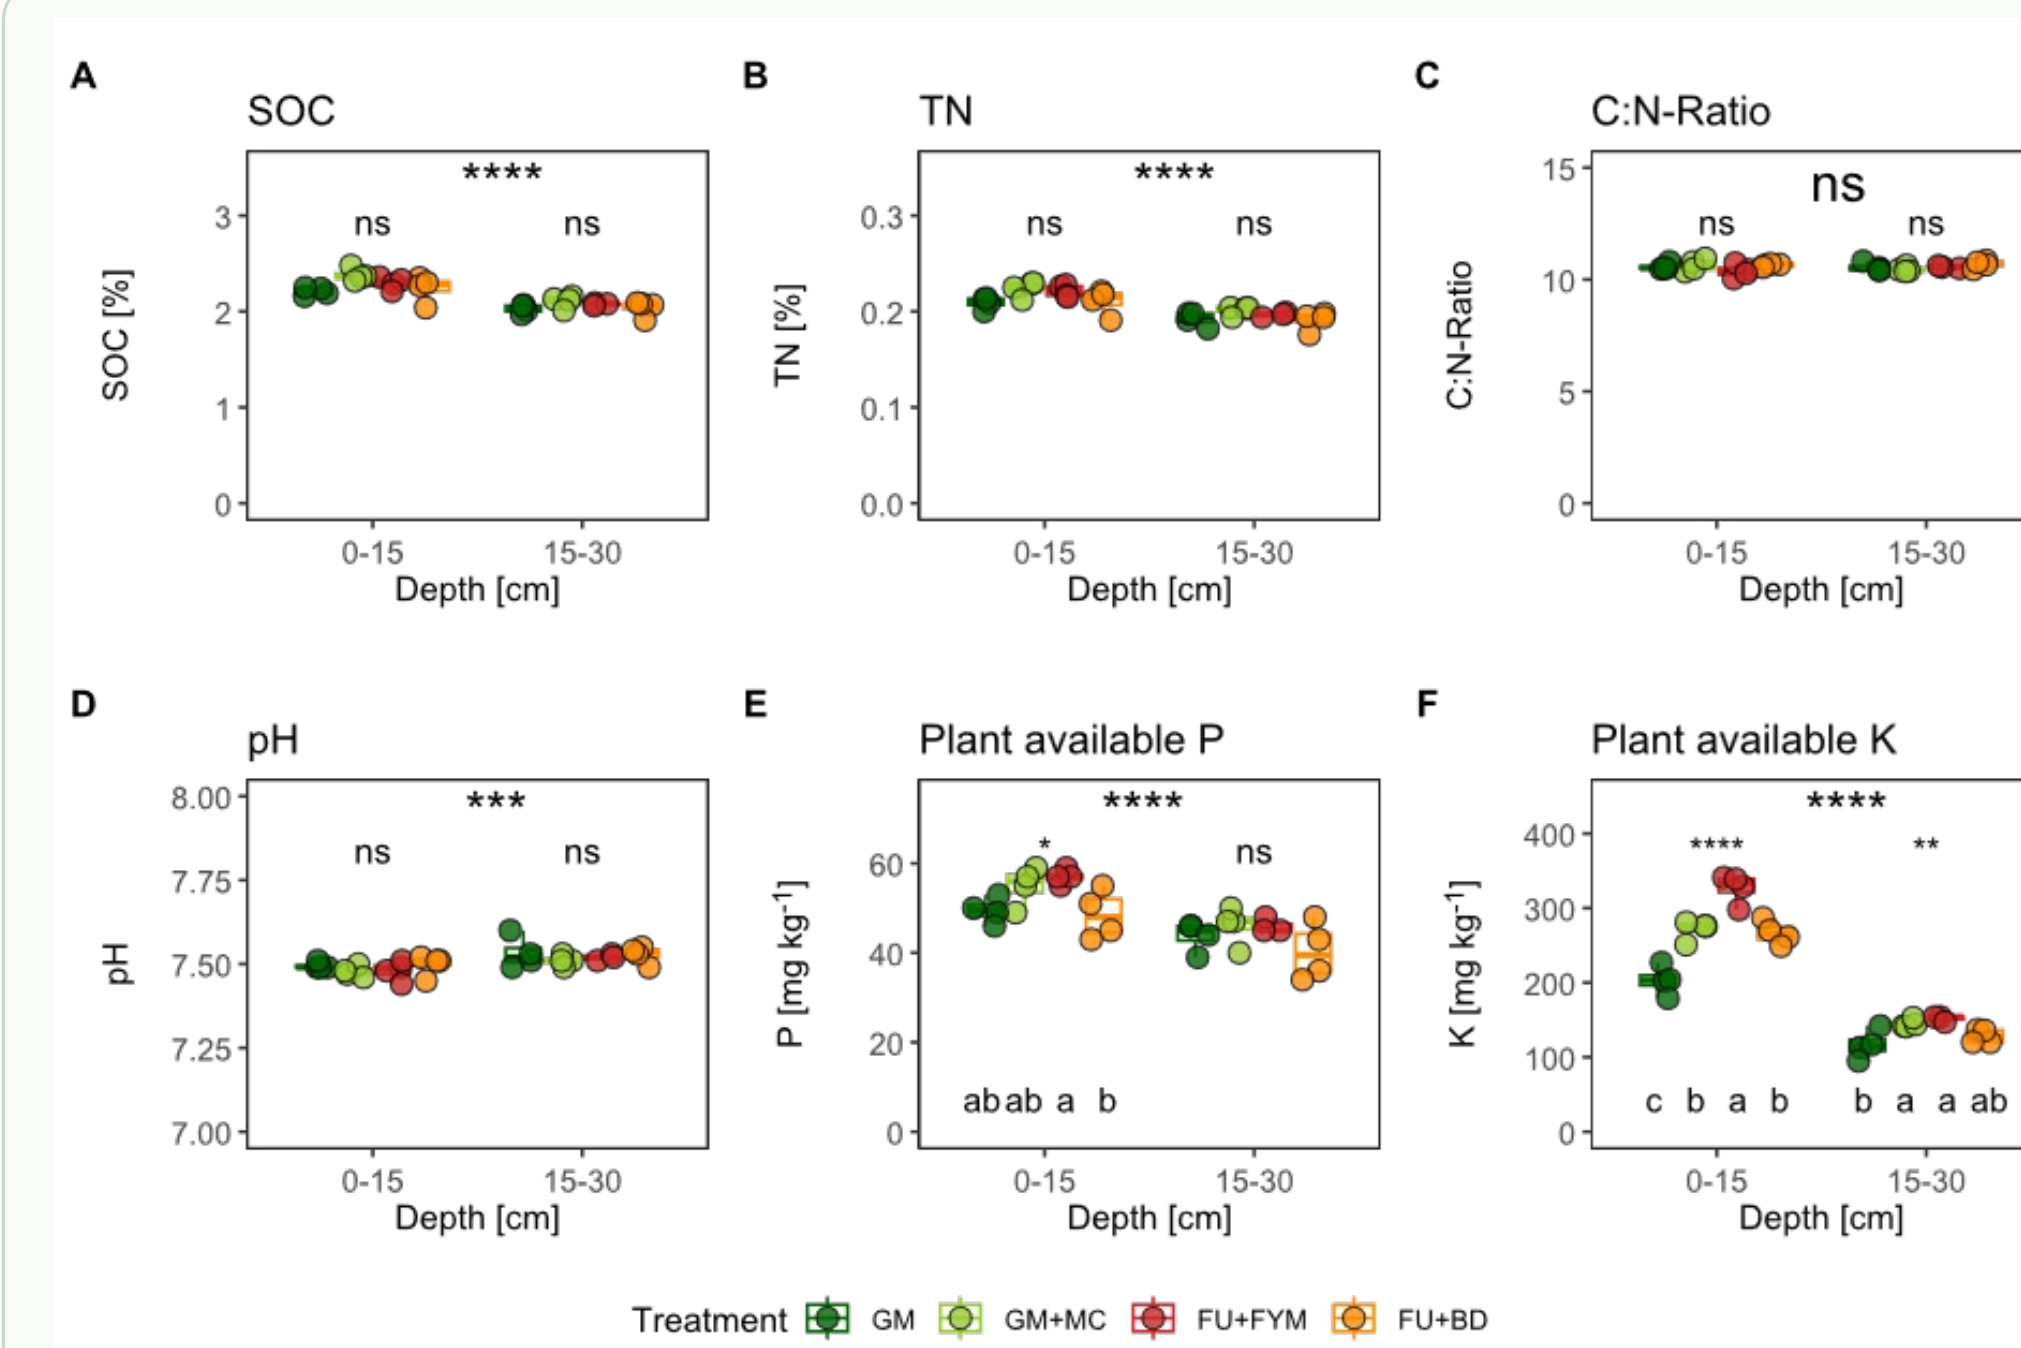 A
B
C
SOC
TN
C:N-Ratio
****
****
ns
ns
ns
ns
ns
ns
ns
SOC [%]
3
2
1
0
TN [%]
0.3
0.2
0.1
0.0
C:N-Ratio
15
10
5
0
0-15
15-30
0-15
15-30
0-15
15-30
Depth [cm]
Depth [cm]
Depth [cm]
D
E
F
pH
Plant available P
Plant available K
***
****
****
ns
ns
*
ns
****
**
pH
8.00
7.75
7.50
7.25
7.00
P [mg kg-1]
60
40
20
0
ab ab a b
K [mg kg-1]
400
300
200
100
0
c b a b
b a a ab
0-15
15-30
0-15
15-30
0-15
15-30
Depth [cm]
Depth [cm]
Depth [cm]
Treatment GM GM+MC FU+FYM FU+BD